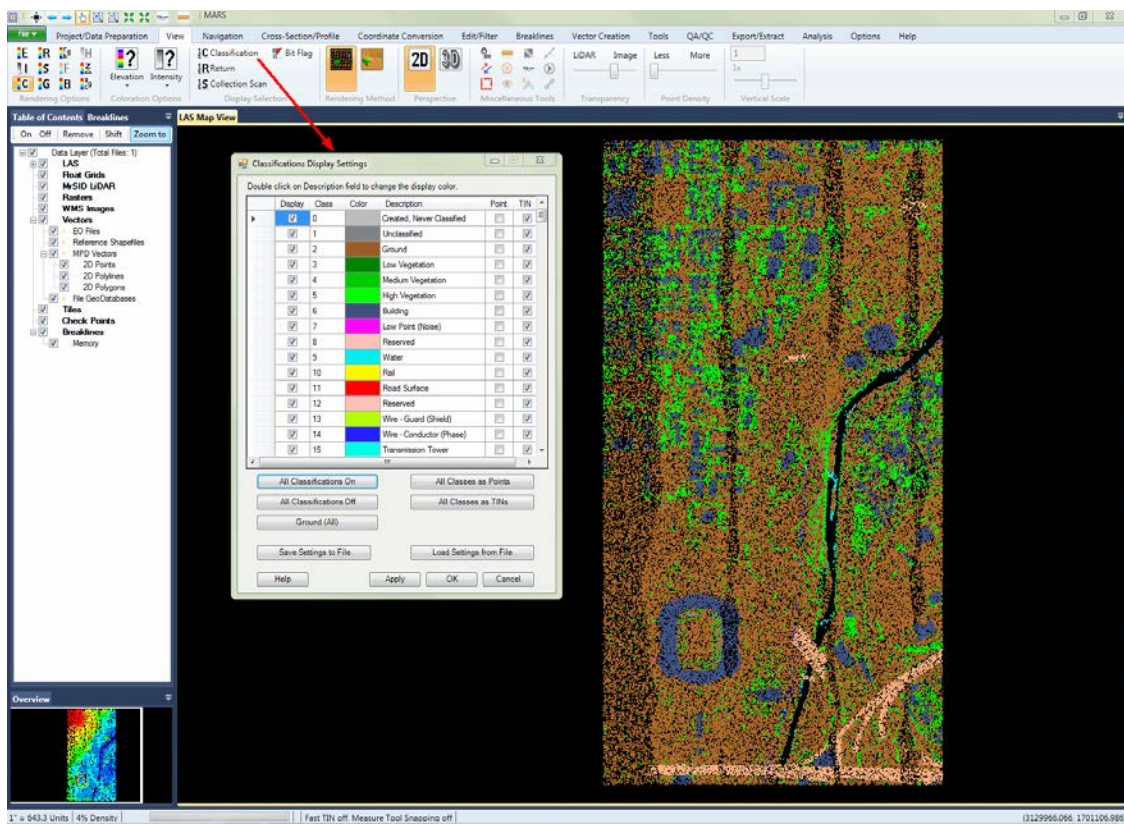 MARS
File
Project/Data Preparation View Navigation Cross-Section/Profile Coordinate Conversion Edit/Filter Breaklines Vector Creation Tools QA/QC Export/Extract Analysis Options Help
E R H
I S F Z
C G B
Elevation Intensity
C Classification Bit Flag
R Return
S Collection Scan
2D 3D
LiDAR Image Less More
1
1x
Rendering Options Coloration Options Display Selection Rendering Method Perspective Miscellaneous Tools Transparency Point Density Vertical Scale
Table of Contents Breaklines
LAS Map View
On Off Remove Shift Zoom to
Data Layer (Total Files: 1)
LAS
Float Grids
MrSID LiDAR
Rasters
WMS Images
Vectors
EO Files
Reference Shapefiles
MPD Vectors
2D Points
2D Polylines
2D Polygons
File GeoDatabases
Tiles
Check Points
Breaklines
Memory
Classifications Display Settings
Double click on Description field to change the display color.
Display Class Color Description Point TIN
0 Created, Never Classified
1 Unclassified
2 Ground
3 Low Vegetation
4 Medium Vegetation
5 High Vegetation
6 Building
7 Low Point (Noise)
8 Reserved
9 Water
10 Rail
11 Road Surface
12 Reserved
13 Wire - Guard (Shield)
14 Wire - Conductor (Phase)
15 Transmission Tower
All Classifications On All Classes as Points
All Classifications Off All Classes as TINs
Ground (All)
Save Settings to File Load Settings from File
Help Apply OK Cancel
Overview
1" = 643.3 Units 4% Density Fast TIN off. Measure Tool Snapping off (3129966.066, 1701106.986